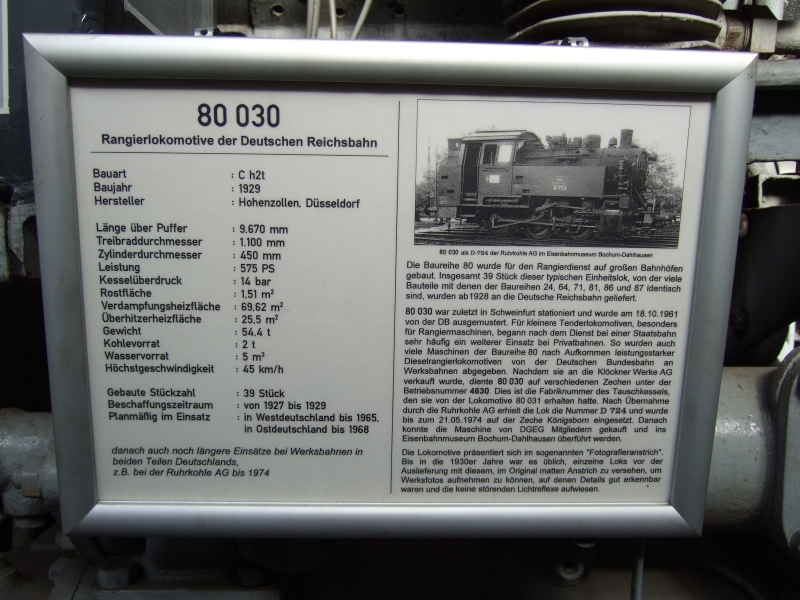 80 030
Rangierlokomotive der Deutschen Reichsbahn
Bauart : C h2t
Baujahr : 1929
Hersteller : Hohenzollen, Düsseldorf
Länge über Puffer : 9.670 mm
Treibraddurchmesser : 1.100 mm
Zylinderdurchmesser : 450 mm
Leistung : 575 PS
Kesselüberdruck : 14 bar
Rostfläche : 1,51 m²
Verdampfungsheizfläche : 69,62 m²
Überhitzerheizfläche : 25,5 m²
Gewicht : 54,4 t
Kohlevorrat : 2 t
Wasservorrat : 5 m³
Höchstgeschwindigkeit : 45 km/h
Gebaute Stückzahl : 39 Stück
Beschaffungszeitraum : von 1927 bis 1929
Planmäßig im Einsatz : in Westdeutschland bis 1965,
in Ostdeutschland bis 1968
danach auch noch längere Einsätze bei Werksbahnen in
beiden Teilen Deutschlands,
z.B. bei der Ruhrkohle AG bis 1974
80 030 als D-724 der Ruhrkohle AG im Eisenbahnmuseum Bochum-Dahlhausen
Die Baureihe 80 wurde für den Rangierdienst auf großen Bahnhöfen
gebaut. Insgesamt 39 Stück dieser typischen Einheitslok, von der viele
Bauteile mit denen der Baureihen 24, 64, 71, 81, 86 und 87 identisch
sind, wurden ab1928 an die Deutsche Reichsbahn geliefert.
80 030 war zuletzt in Schweinfurt stationiert und wurde am 18.10.1961
von der DB ausgemustert. Für kleinere Tenderlokomotiven, besonders
für Rangiermaschinen, begann nach dem Dienst bei einer Staatsbahn
sehr häufig ein weiterer Einsatz bei Privatbahnen. So wurden auch
viele Maschinen der Baureihe 80 nach Aufkommen leistungsstarker
Dieselrangierlokomotiven von der Deutschen Bundesbahn an
Werksbahnen abgegeben. Nachdem sie an die Klöckner Werke AG
verkauft wurde, diente 80 030 auf verschiedenen Zechen unter der
Betriebsnummer 4630. Dies ist die Fabriknummer des Tauschkessels,
den sie von der Lokomotive 80 031 erhalten hatte. Nach Übernahme
durch die Ruhrkohle AG erhielt die Lok die Nummer D 724 und wurde
bis zum 21.05.1974 auf der Zeche Königsborn eingesetzt. Danach
konnte die Maschine von DGEG Mitgliedern gekauft und ins
Eisenbahnmuseum Bochum-Dahlhausen überführt werden.
Die Lokomotive präsentiert sich im sogenannten "Fotografieranstrich".
Bis in die 1930er Jahre war es üblich, einzelne Loks vor der
Auslieferung mit diesem, im Original matten Anstrich zu versehen, um
Werksfotos aufnehmen zu können, auf denen Details gut erkennbar
waren und die keine störenden Lichtreflexe aufwiesen.